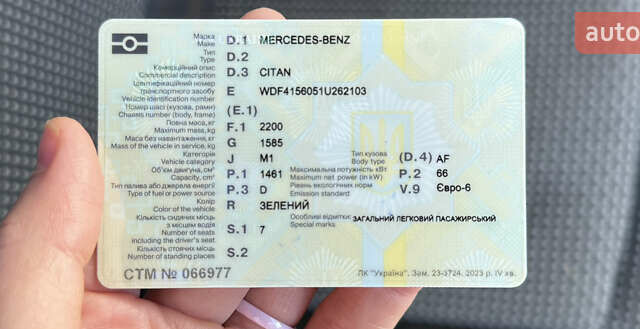 auto
Марка
Make D.1 MERCEDES-BENZ
Тип
Type D.2
Комерційний опис
Commercial description D.3 CITAN
Ідентифікаційний номер
транспортного засобу
Vehicle identification number E WDF4156051U262103
Номер шасі (кузова, рами)
Chassis number (body, frame) (E.1)
Повна маса, кг
Maximum mass, kg F.1 2200
Маса без навантаження, кг
Mass of the vehicle in service, kg G 1585
Категорія
Vehicle category J M1
Тип кузова
Body type (D.4) AF
Об'єм двигуна, см³
Capacity, cm³ P.1 1461
Максимальна потужність кВт
Maximum net power (in kW) P.2 66
Тип палива або джерела енергії
Type of fuel or power source P.3 D
Рівень екологічних норм
Emission standard V.9 Євро-6
Колір
Color of the vehicle R ЗЕЛЕНИЙ
Кількість сидячих місць
з місцем водія
Number of seats
including the driver's seat S.1 7
Особливі відмітки:
Special marks. ЗАГАЛЬНИЙ ЛЕГКОВИЙ ПАСАЖИРСЬКИЙ
Кількість стоячих місць
Number of standing places S.2
СТМ № 066977
ПК "Україна". Зам. 23-3724. 2023 р. IV кв.